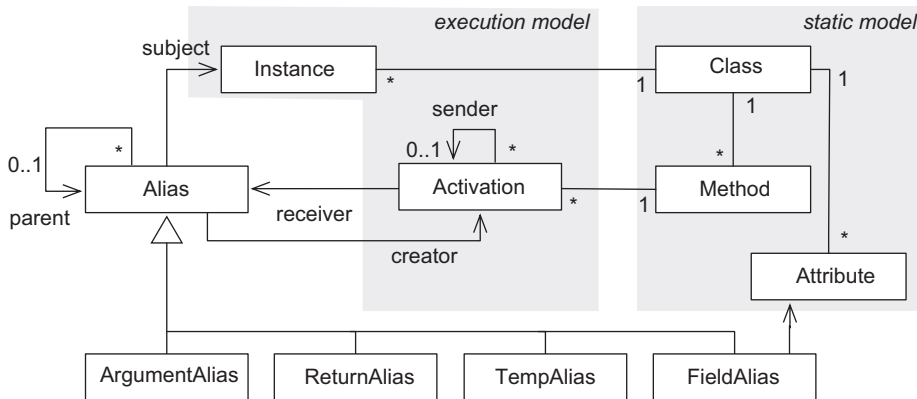 execution model
static model
subject
Instance
*
1
Class
1
1
sender
0..1
*
*
*
0..1
parent
Alias
receiver
creator
Activation
*
1
Method
*
Attribute
ArgumentAlias
ReturnAlias
TempAlias
FieldAlias